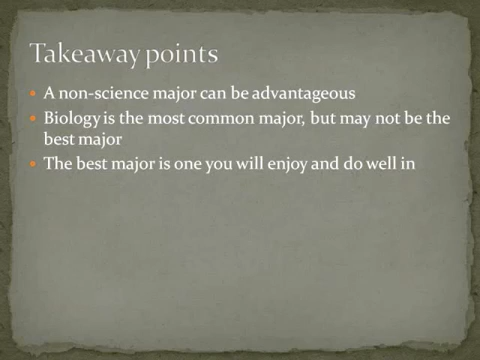 Takeaway points
A non-science major can be advantageous
Biology is the most common major, but may not be the
best major
The best major is one you will enjoy and do well in